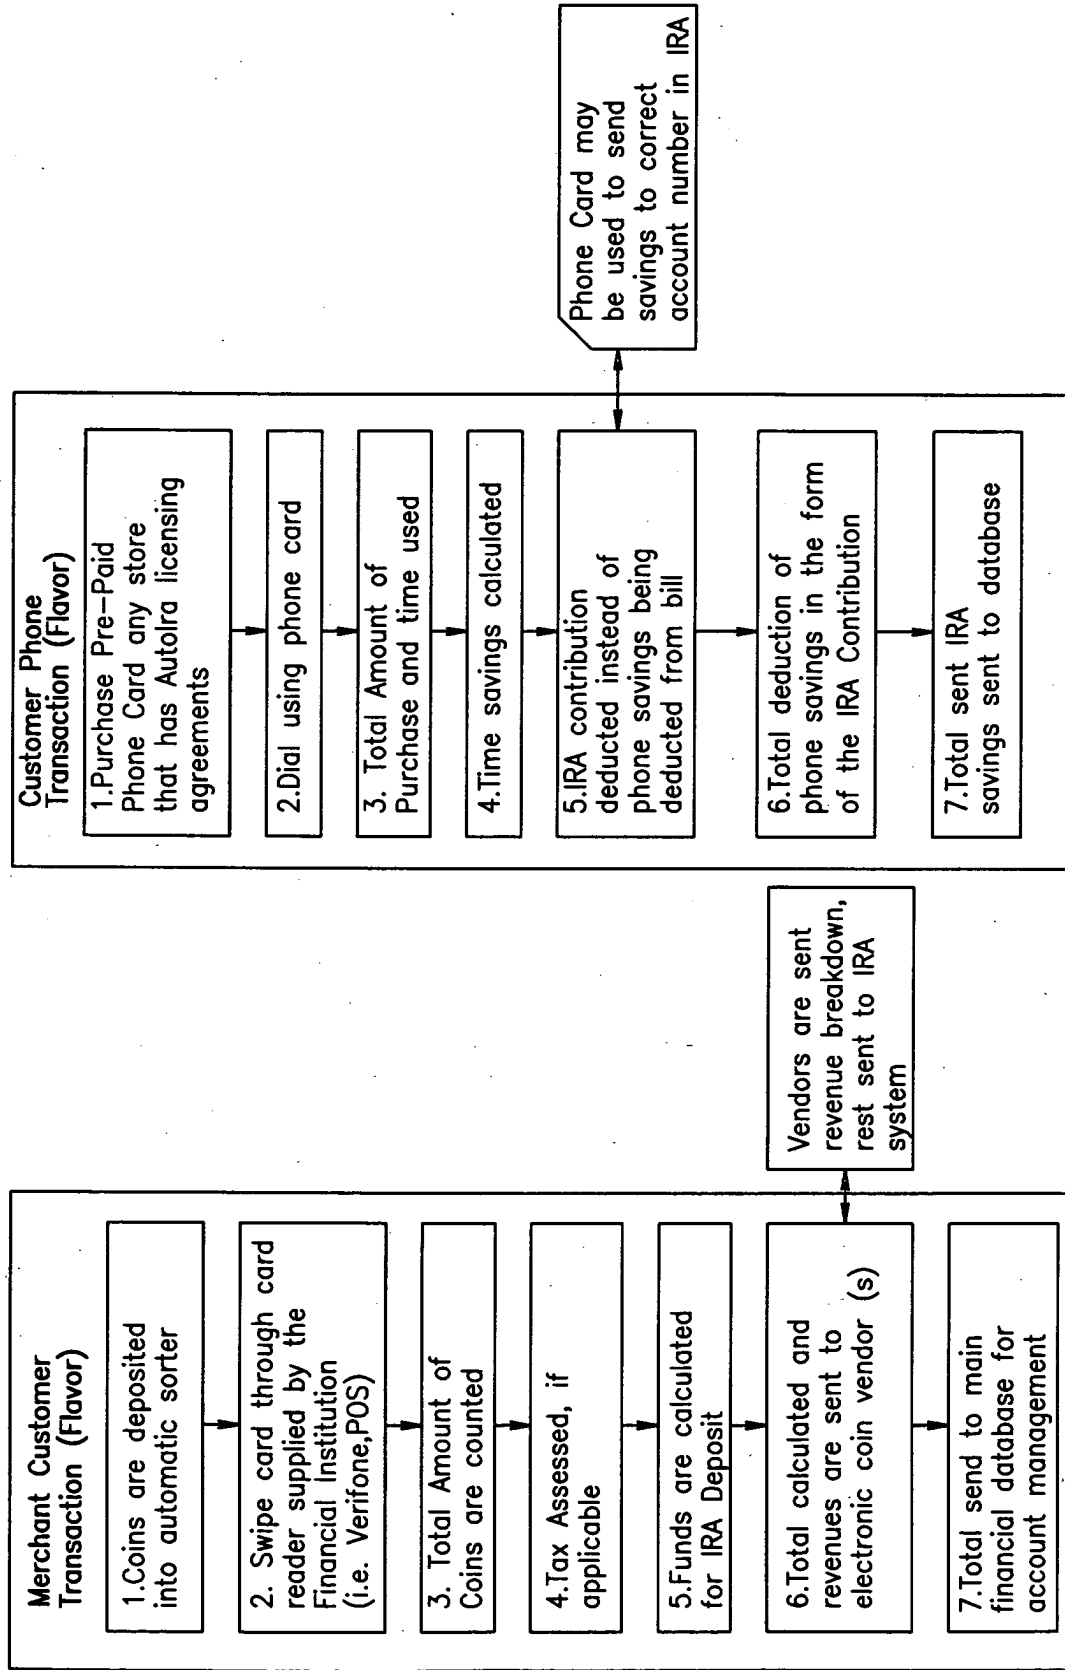 Merchant Customer
Transaction (Flavor)
1.Coins are deposited
into automatic sorter
2. Swipe card through card
reader supplied by the
Financial Institution
(i.e. Verifone,POS)
3. Total Amount of
Coins are counted
4.Tax Assessed, if
applicable
5.Funds are calculated
for IRA Deposit
6.Total calculated and
revenues are sent to
electronic coin vendor (s)
7.Total send to main
financial database for
account management
Vendors are sent
revenue breakdown,
rest sent to IRA
system
Customer Phone
Transaction (Flavor)
1.Purchase Pre-Paid
Phone Card any store
that has AutoIra licensing
agreements
2.Dial using phone card
3. Total Amount of
Purchase and time used
4.Time savings calculated
5.IRA contribution
deducted instead of
phone savings being
deducted from bill
6.Total deduction of
phone savings in the form
of the IRA Contribution
7.Total sent IRA
savings sent to database
Phone Card may
be used to send
savings to correct
account number in IRA